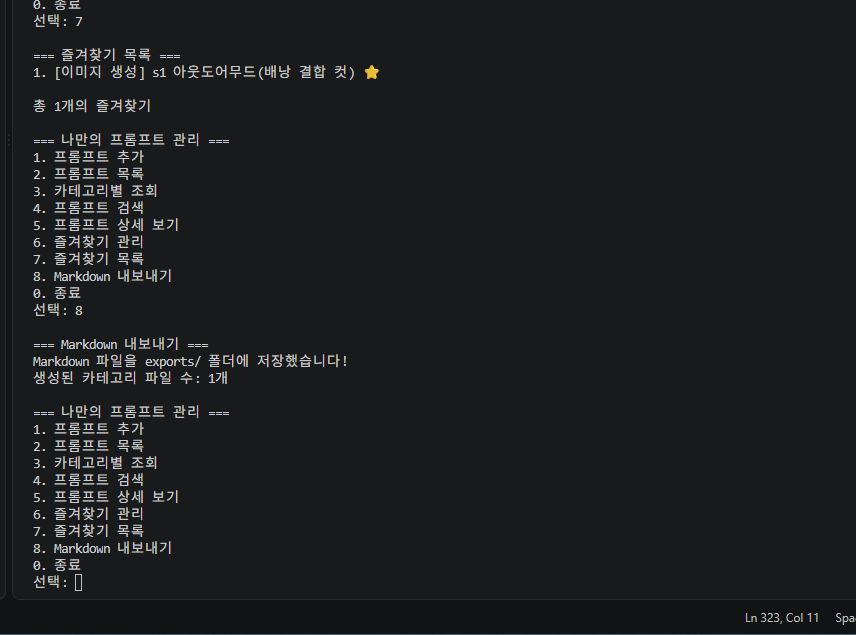 0. 종료
선택: 7
=== 즐겨찾기 목록 ===
1. [이미지 생성] s1 아웃도어무드(배낭 결합 컷) ⭐
총 1개의 즐겨찾기
=== 나만의 프롬프트 관리 ===
1. 프롬프트 추가
2. 프롬프트 목록
3. 카테고리별 조회
4. 프롬프트 검색
5. 프롬프트 상세 보기
6. 즐겨찾기 관리
7. 즐겨찾기 목록
8. Markdown 내보내기
0. 종료
선택: 8
=== Markdown 내보내기 ===
Markdown 파일을 exports/ 폴더에 저장했습니다!
생성된 카테고리 파일 수: 1개
=== 나만의 프롬프트 관리 ===
1. 프롬프트 추가
2. 프롬프트 목록
3. 카테고리별 조회
4. 프롬프트 검색
5. 프롬프트 상세 보기
6. 즐겨찾기 관리
7. 즐겨찾기 목록
8. Markdown 내보내기
0. 종료
선택:
Ln 323, Col 11 Spa